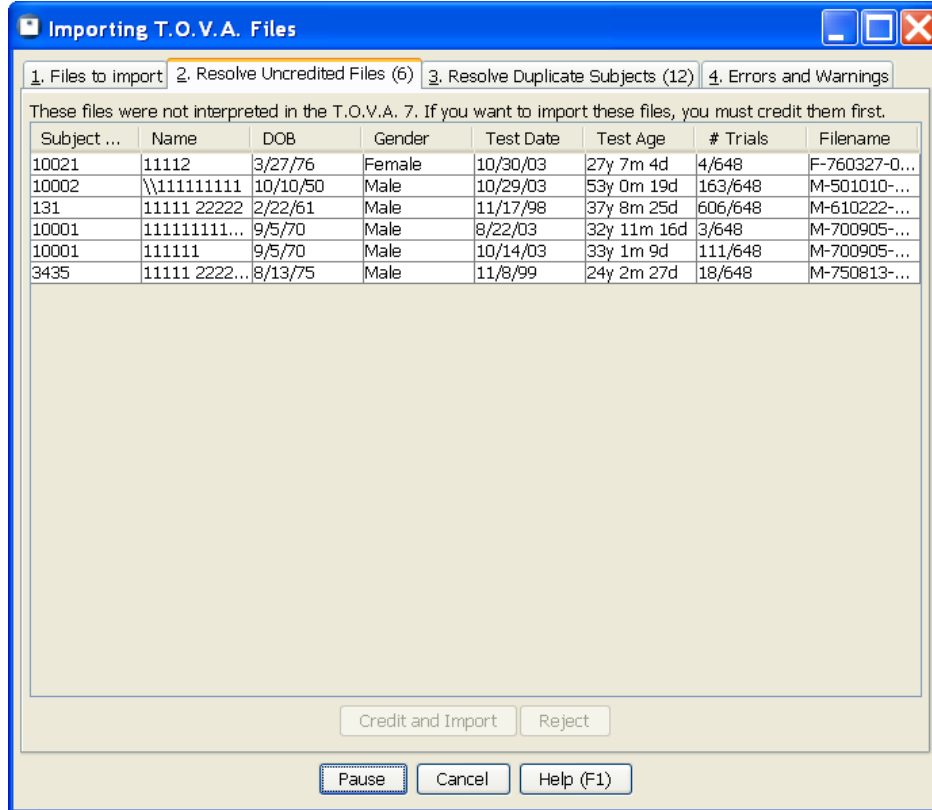 Importing T.O.V.A. Files
1. Files to import 2. Resolve Uncredited Files (6) 3. Resolve Duplicate Subjects (12) 4. Errors and Warnings
These files were not interpreted in the T.O.V.A. 7. If you want to import these files, you must credit them first.
Subject ... Name DOB Gender Test Date Test Age # Trials Filename
10021 11112 3/27/76 Female 10/30/03 27y 7m 4d 4/648 F-760327-0...
10002 \\111111111 10/10/50 Male 10/29/03 53y 0m 19d 163/648 M-501010-...
131 11111 22222 2/22/61 Male 11/17/98 37y 8m 25d 606/648 M-610222-...
10001 111111111... 9/5/70 Male 8/22/03 32y 11m 16d 3/648 M-700905-...
10001 111111 9/5/70 Male 10/14/03 33y 1m 9d 111/648 M-700905-...
3435 11111 2222... 8/13/75 Male 11/8/99 24y 2m 27d 18/648 M-750813-...
Credit and Import Reject
Pause Cancel Help (F1)